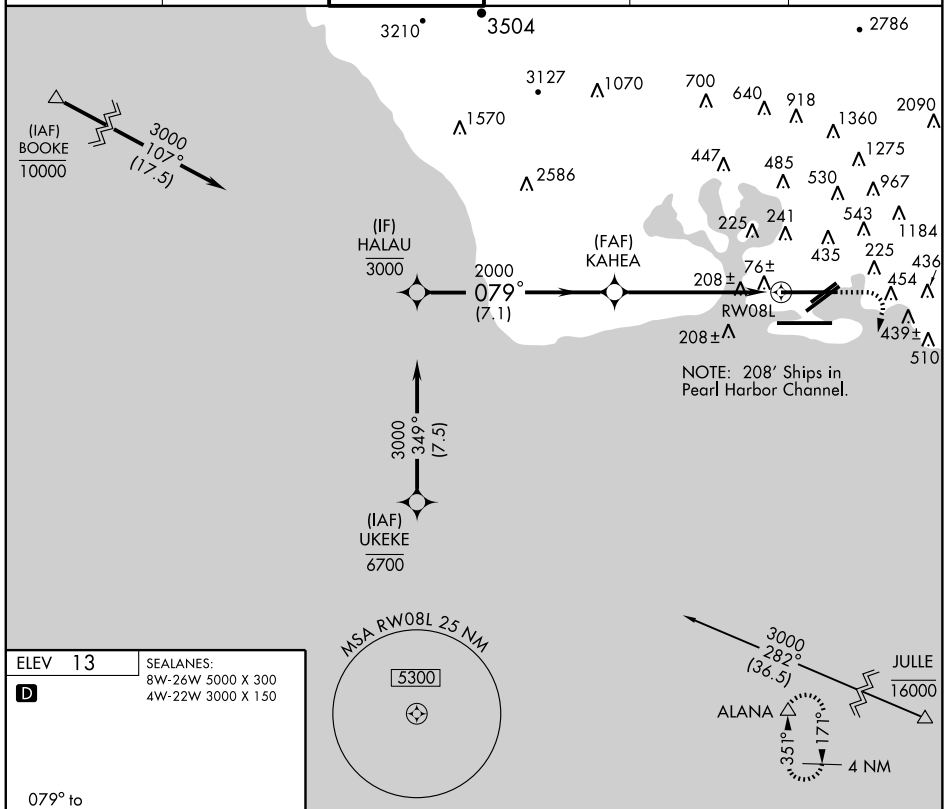 3210
3504
2786
3127
1070
700
640
918
1360
2090
1570
(IAF)
BOOKE
10000
3000
107°
(17.5)
2586
447
485
530
1275
967
(IF)
HALAU
3000
2000
079°
(7.1)
(FAF)
KAHEA
225
241
435
543
1184
225
436
208±
76±
RW08L
454
208±
439±
510
NOTE: 208' Ships in
Pearl Harbor Channel.
3000
349°
(7.5)
(IAF)
UKEKE
6700
MSA RW08L 25 NM
5300
3000
282°
(36.5)
JULLE
16000
ALANA
351°
171°
4 NM
ELEV 13
D
SEALANES:
8W-26W 5000 X 300
4W-22W 3000 X 150
079° to